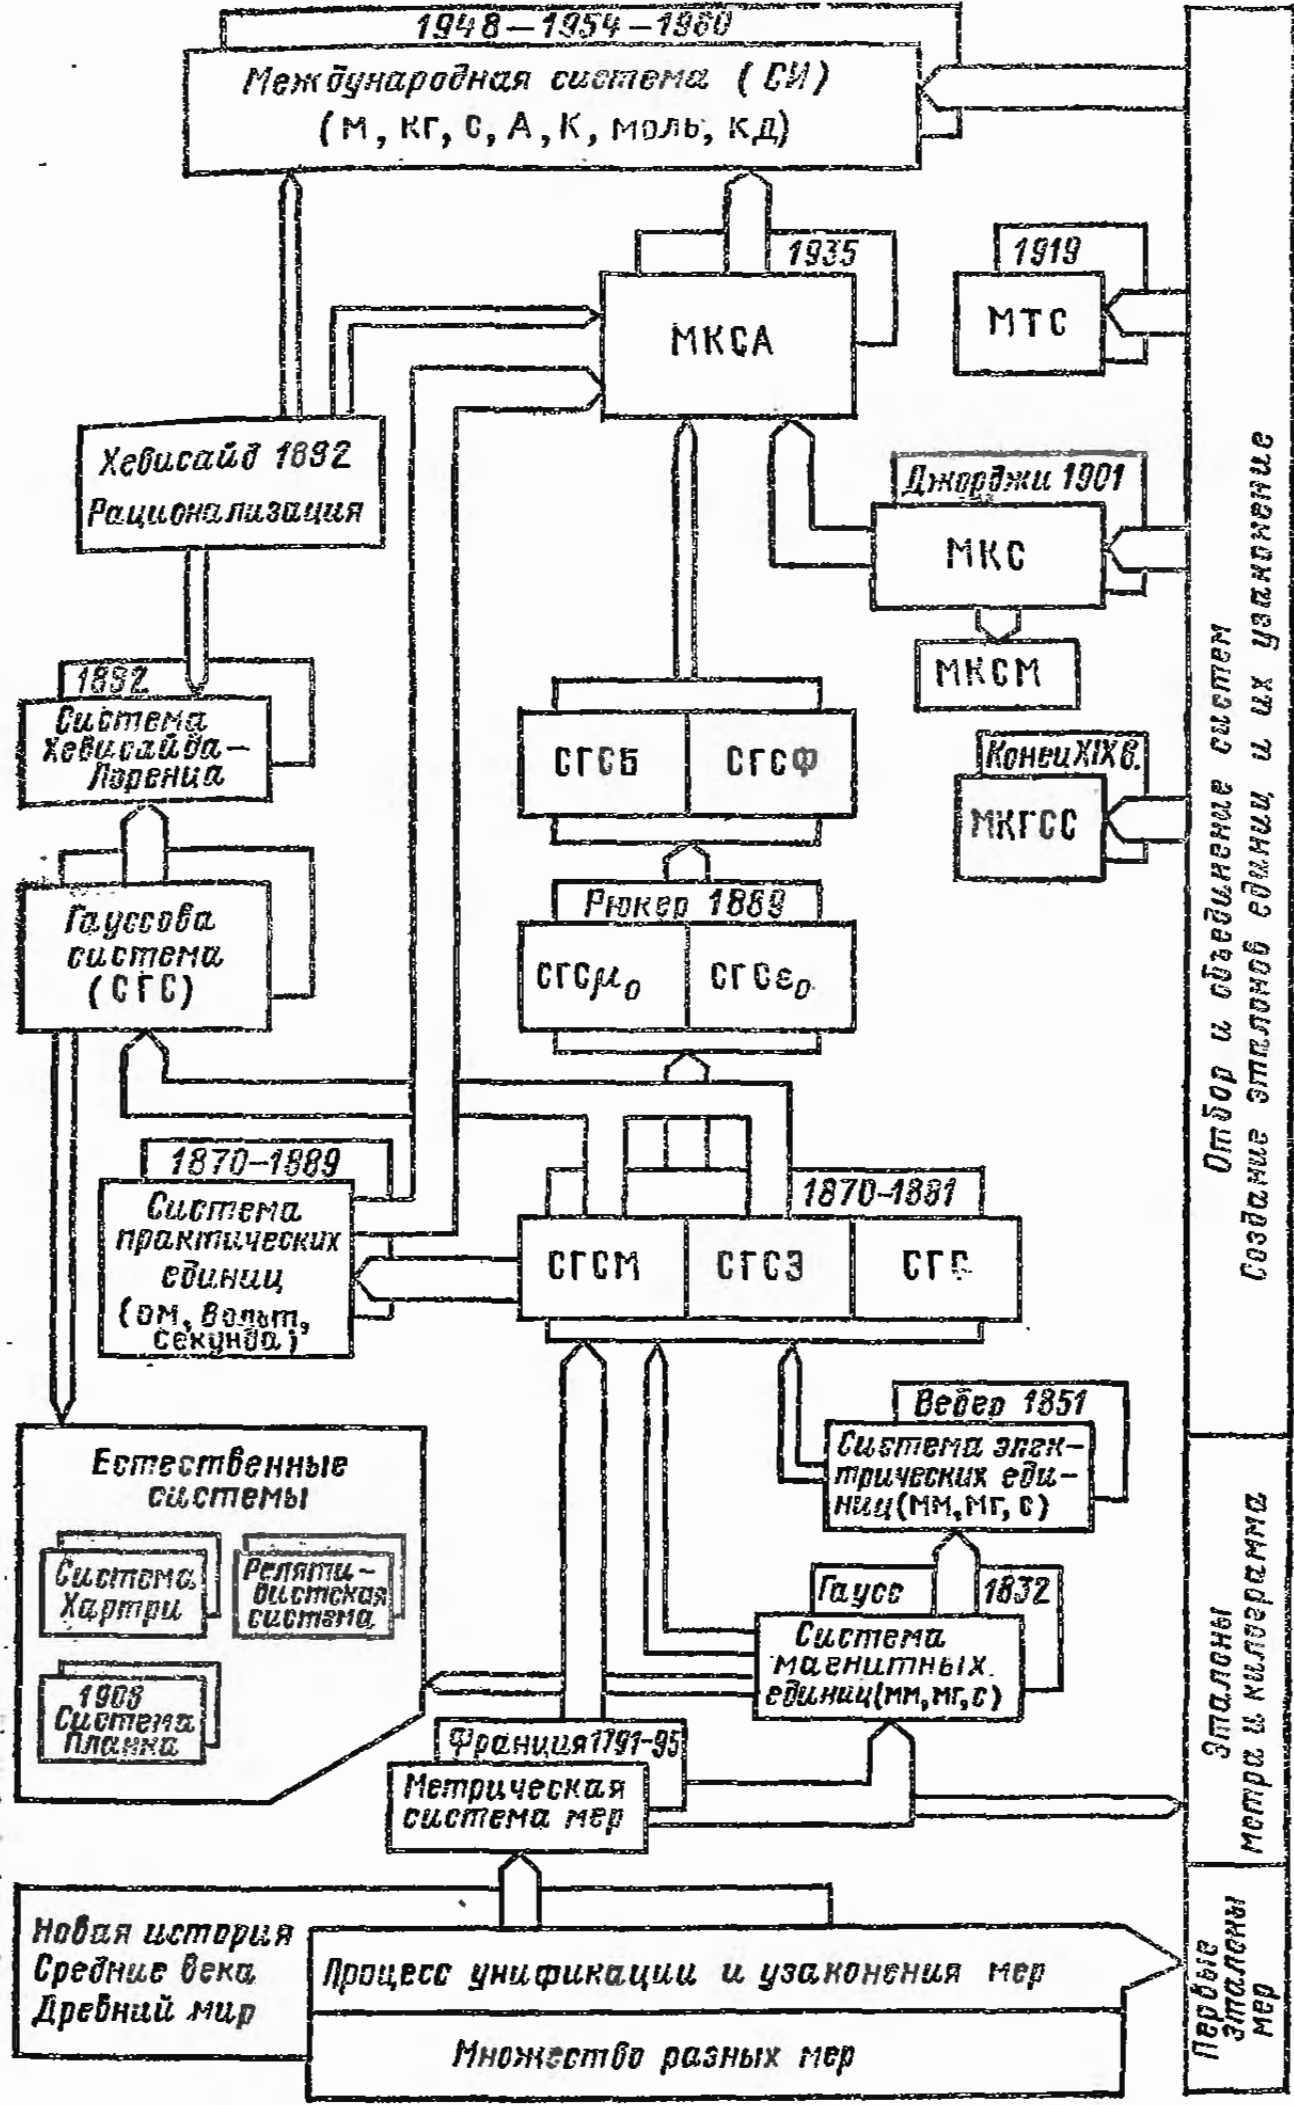 1948–1954–1960
Международная система (СИ)
(м, кг, с, А, К, моль, кд)
1935
МКСА
1919
МТС
Хевисайд 1892
Рационализация
Джорджи 1901
МКС
МКСМ
1892
Система
Хевисайда–
Лоренца
СГСБ
СГСФ
Конец XIX в.
МКГСС
Гауссова
система
(СГС)
Рюкер 1889
СГСμ₀
СГСε₀
1870–1889
Система
практических
единиц
(ом, вольт,
секунда)
1870–1881
СГСМ
СГСЭ
СГС
Вебер 1851
Система элек-
трических еди-
ниц (мм, мг, с)
Естественные
системы
Система
Хартри
Реляти-
вистская
система
Система
Планка
Гаусс 1832
Система
магнитных
единиц (мм, мг, с)
Франция 1791-95
Метрическая
система мер
Новая история
Средние века
Древний мир
Процесс унификации и узаконения мер
Множество разных мер
Отбор и объединение систем
Создание эталонов единиц и их узаконение
Эталоны
метра и килограмма
Первые
эталоны
мер